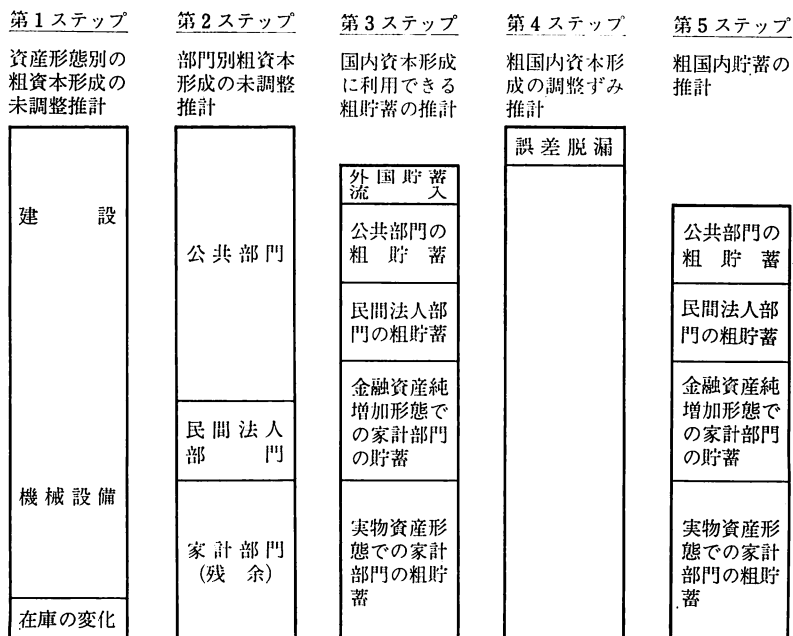 第1ステップ
資産形態別の
粗資本形成の
未調整推計
建設
機械設備
在庫の変化
第2ステップ
部門別粗資本
形成の未調整
推計
公共部門
民間法人
部門
家計部門
(残余)
第3ステップ
国内資本形成
に利用できる
粗貯蓄の推計
外国貯蓄
流入
公共部門の
粗貯蓄
民間法人部
門の粗貯蓄
金融資産純
増加形態で
の家計部門
の貯蓄
実物資産形
態での家計
部門の粗貯
蓄
第4ステップ
粗国内資本形
成の調整ずみ
推計
誤差脱漏
第5ステップ
粗国内貯蓄の
推計
公共部門の
粗貯蓄
民間法人部
門の粗貯蓄
金融資産純
増加形態で
の家計部門
の貯蓄
実物資産形
態での家計
部門の粗貯
蓄